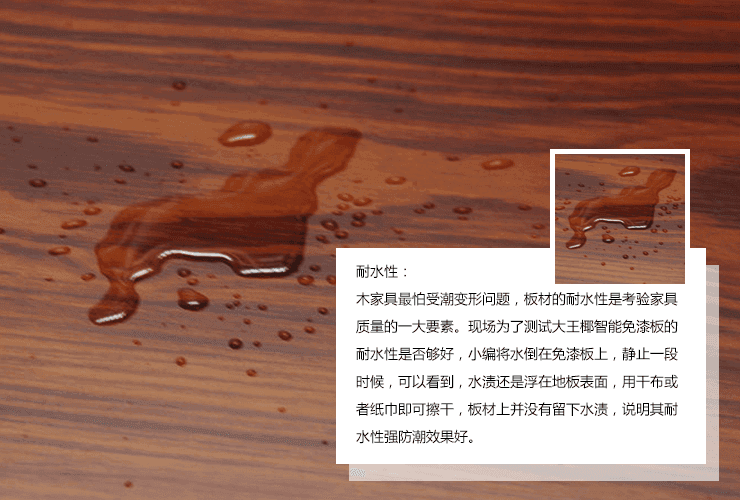 耐水性：
木家具最怕受潮变形问题，板材的耐水性是考验家具
质量的一大要素。现场为了测试大王椰智能免漆板的
耐水性是否够好，小编将水倒在免漆板上，静止一段
时候，可以看到，水渍还是浮在地板表面，用干布或
者纸巾即可擦干，板材上并没有留下水渍，说明其耐
水性强防潮效果好。